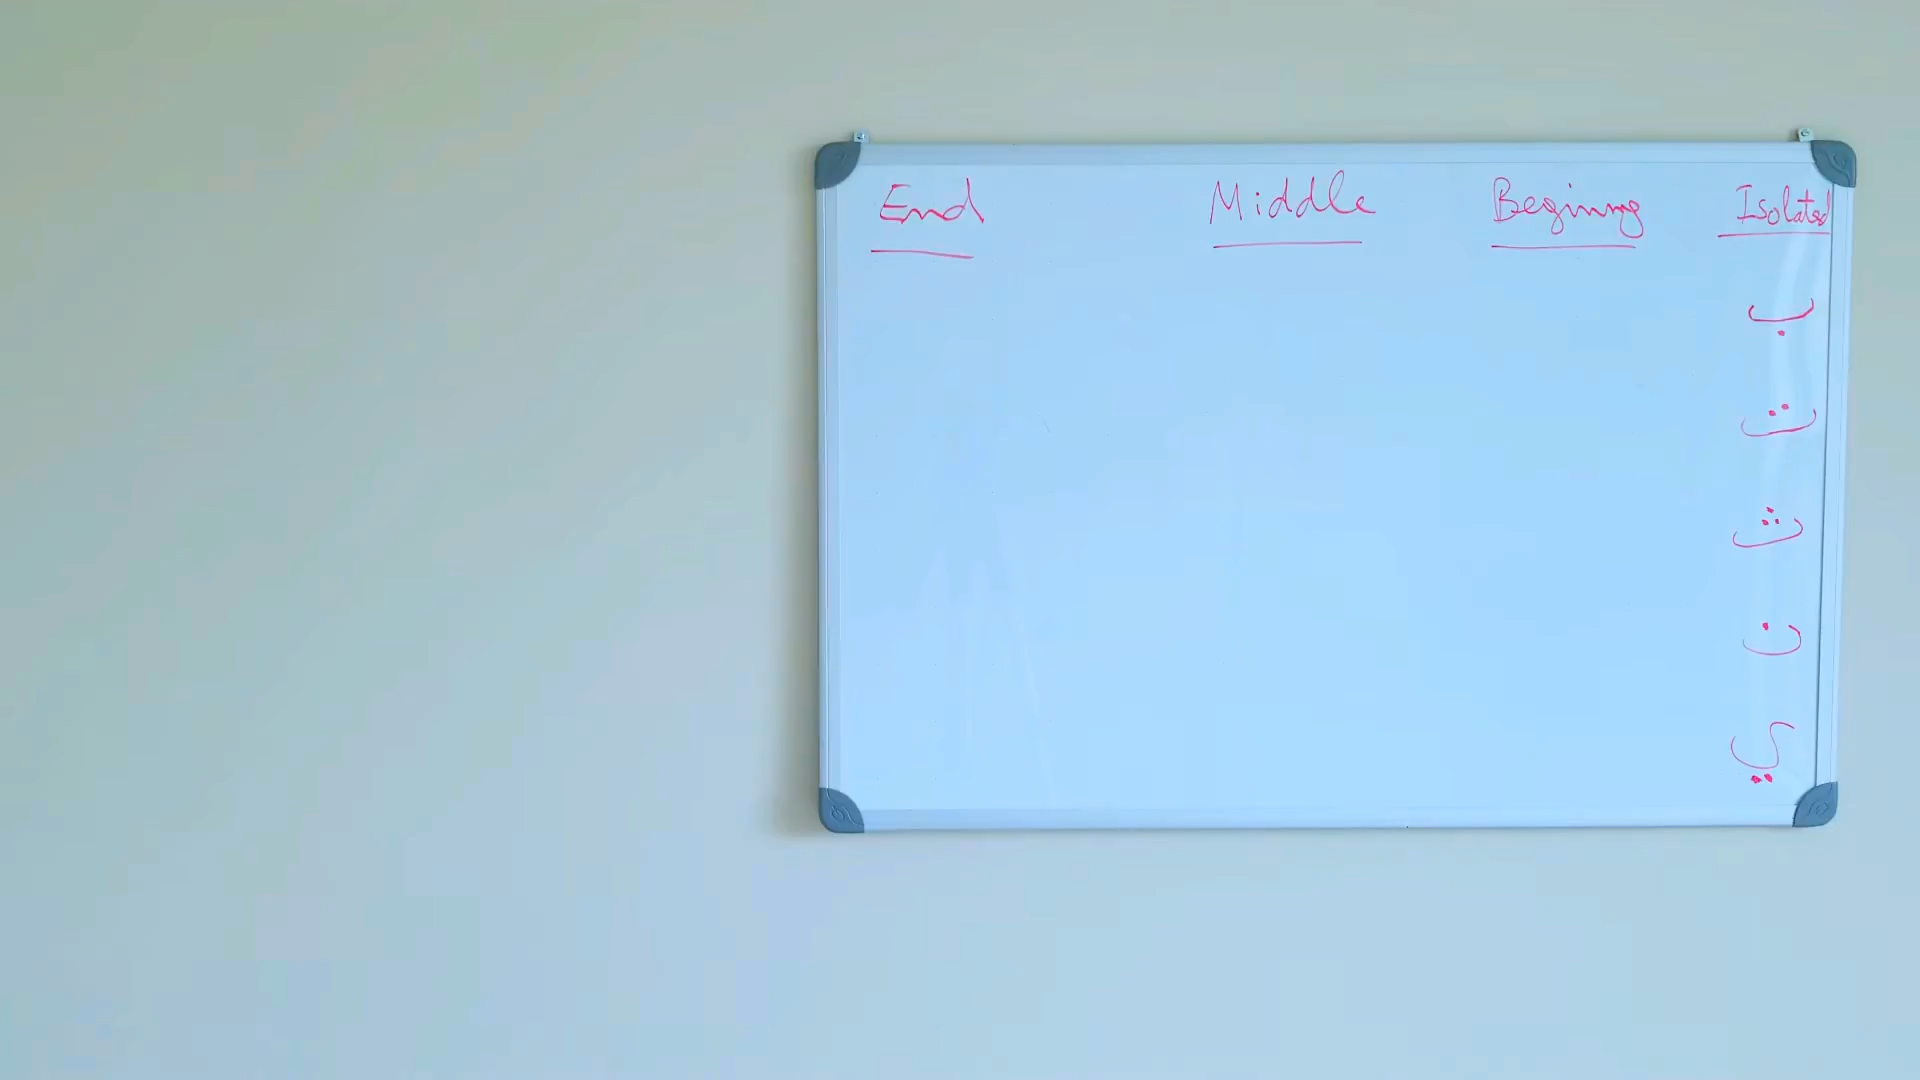 End Middle Begining Isolated
ب
ت
ث
ن
ي